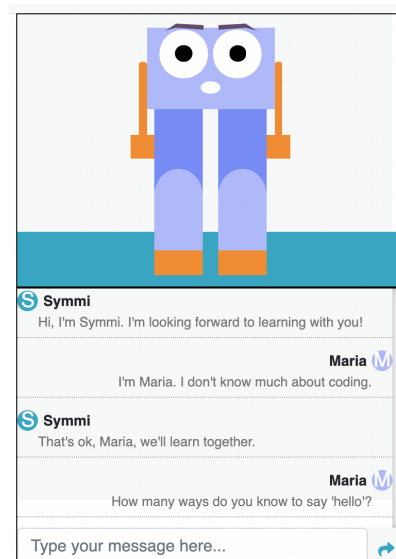 S Symmi
Hi, I'm Symmi. I'm looking forward to learning with you!
Maria M
I'm Maria. I don't know much about coding.
S Symmi
That's ok, Maria, we'll learn together.
Maria M
How many ways do you know to say 'hello'?
Type your message here...